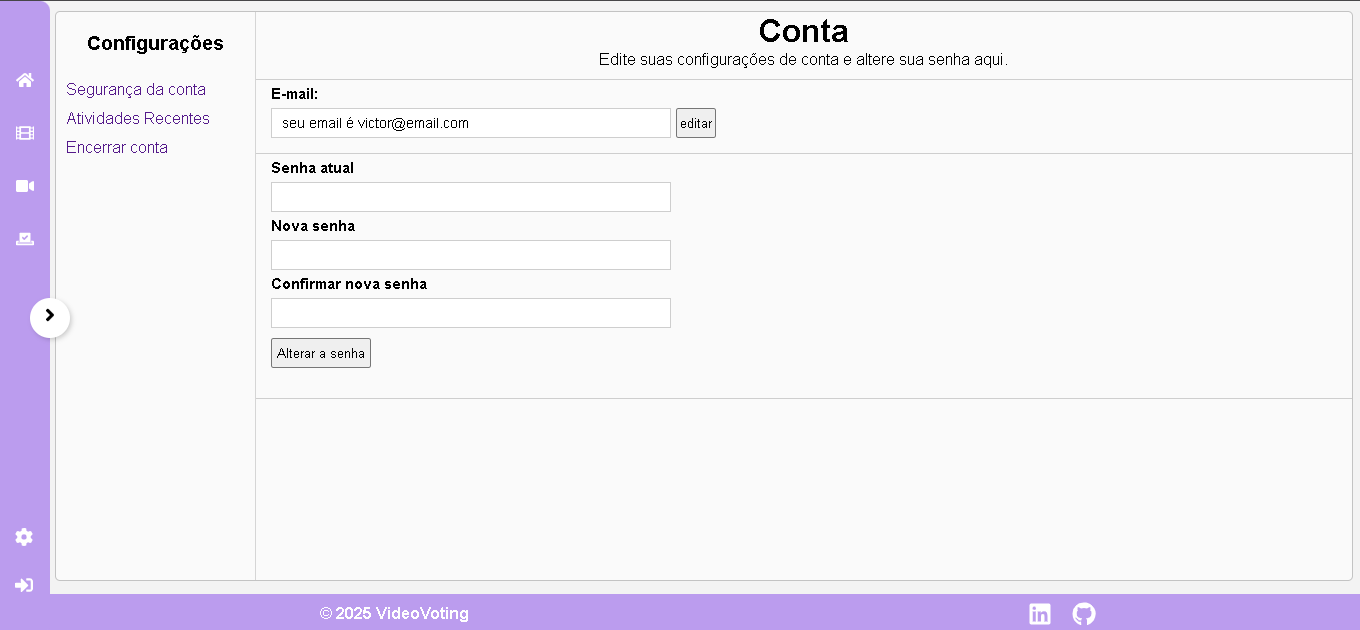 Configurações
Segurança da conta
Atividades Recentes
Encerrar conta
Conta
Edite suas configurações de conta e altere sua senha aqui.
E-mail:
seu email é victor@email.com
editar
Senha atual
Nova senha
Confirmar nova senha
Alterar a senha
© 2025 VideoVoting
in